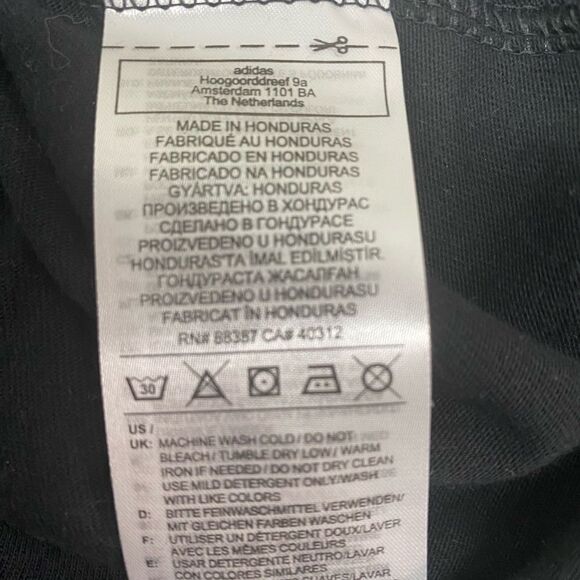 adidas
Hoogoorddreef 9a
Amsterdam 1101 BA
The Netherlands
MADE IN HONDURAS
FABRIQUÉ AU HONDURAS
FABRICADO EN HONDURAS
FABRICADO NA HONDURAS
GYÁRTVA: HONDURAS
ПРОИЗВЕДЕНО В ХОНДУРАС
СДЕЛАНО В ГОНДУРАСЕ
PROIZVEDENO U HONDURASU
HONDURAS'TA İMAL EDİLMİŞTİR.
ГОНДУРАСТА ЖАСАЛҒАН
PROIZVEDENO U HONDURASU
FABRICAT ÎN HONDURAS
RN# 88387 CA# 40312
30
US /
UK: MACHINE WASH COLD / DO NOT
BLEACH / TUMBLE DRY LOW / WARM
IRON IF NEEDED / DO NOT DRY CLEAN
USE MILD DETERGENT ONLY/WASH
WITH LIKE COLORS
D: BITTE FEINWASCHMITTEL VERWENDEN/
MIT GLEICHEN FARBEN WASCHEN
F: UTILISER UN DÉTERGENT DOUX/LAVER
AVEC LES MÊMES COULEURS
E: USAR DETERGENTE NEUTRO/LAVAR
CON COLORES SIMILARES